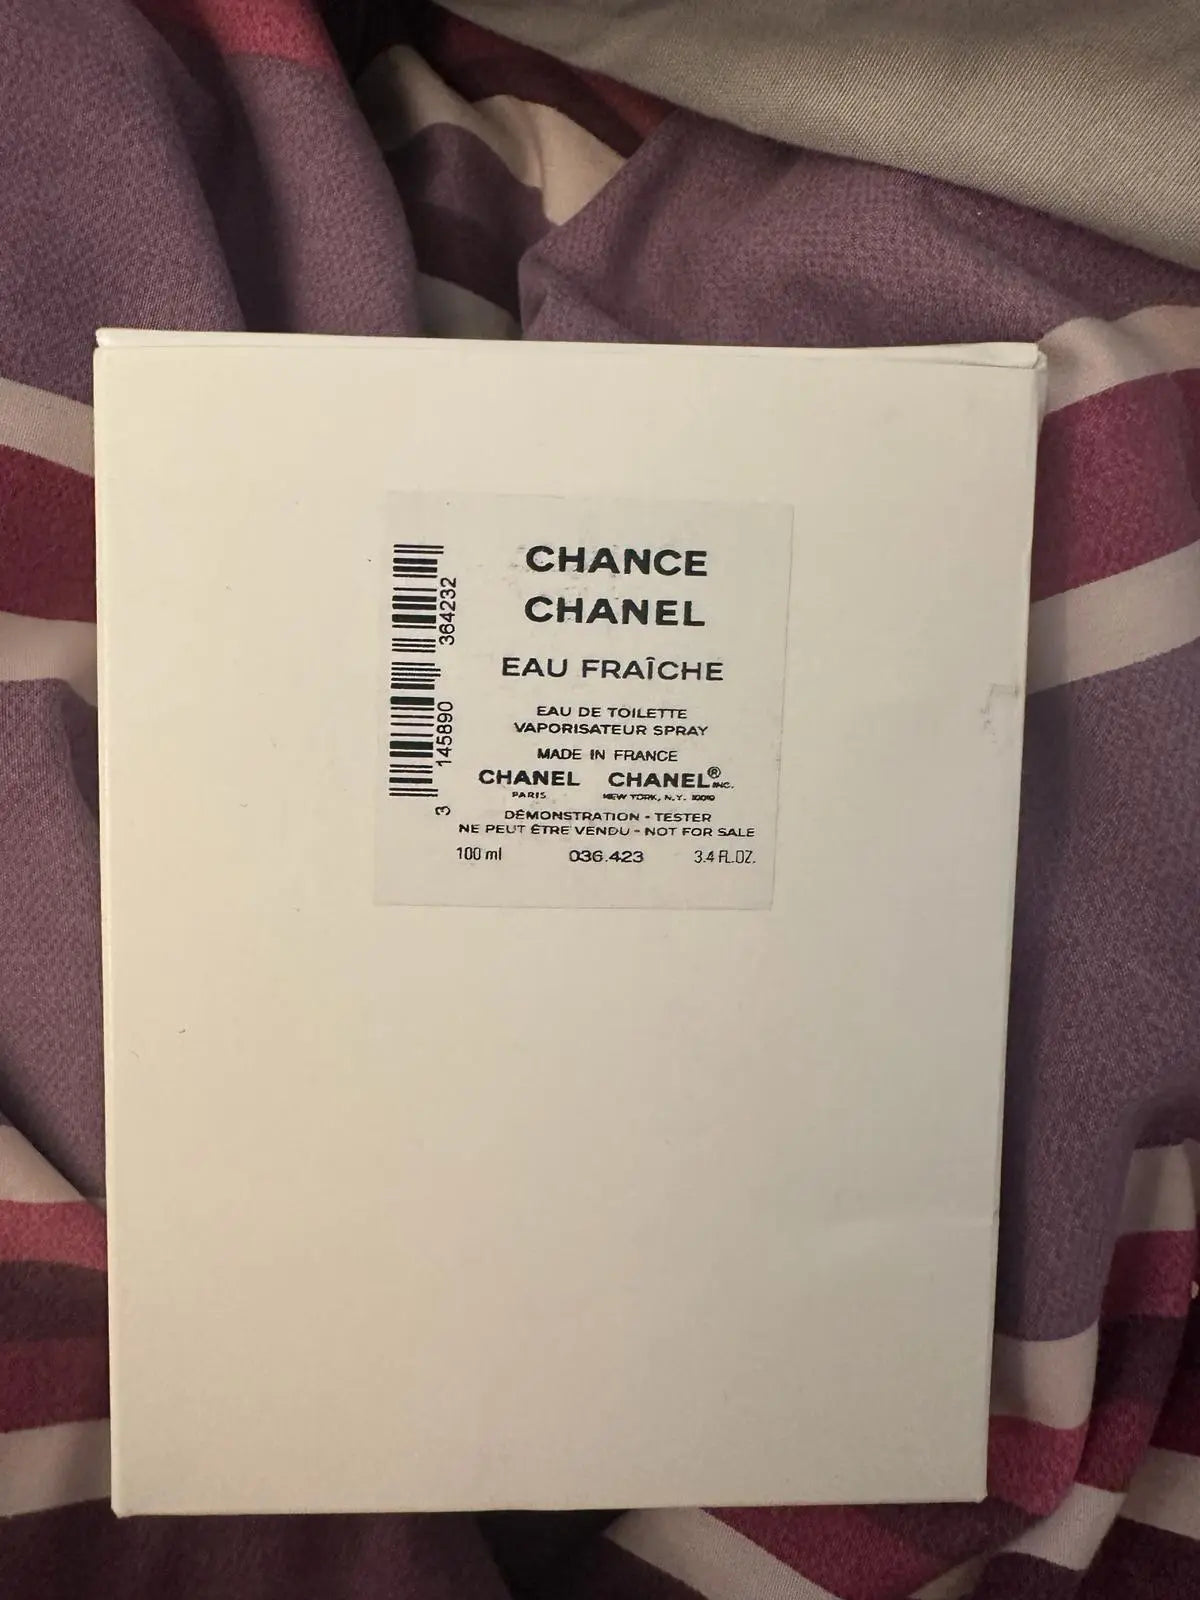 CHANCE
CHANEL
EAU FRAÎCHE
EAU DE TOILETTE
VAPORISATEUR SPRAY
MADE IN FRANCE
CHANEL CHANEL® INC.
PARIS NEW YORK, N.Y. 10019
DÉMONSTRATION - TESTER
NE PEUT ÊTRE VENDU - NOT FOR SALE
100 ml 036.423 3.4 FL.OZ.
3 145890 364232